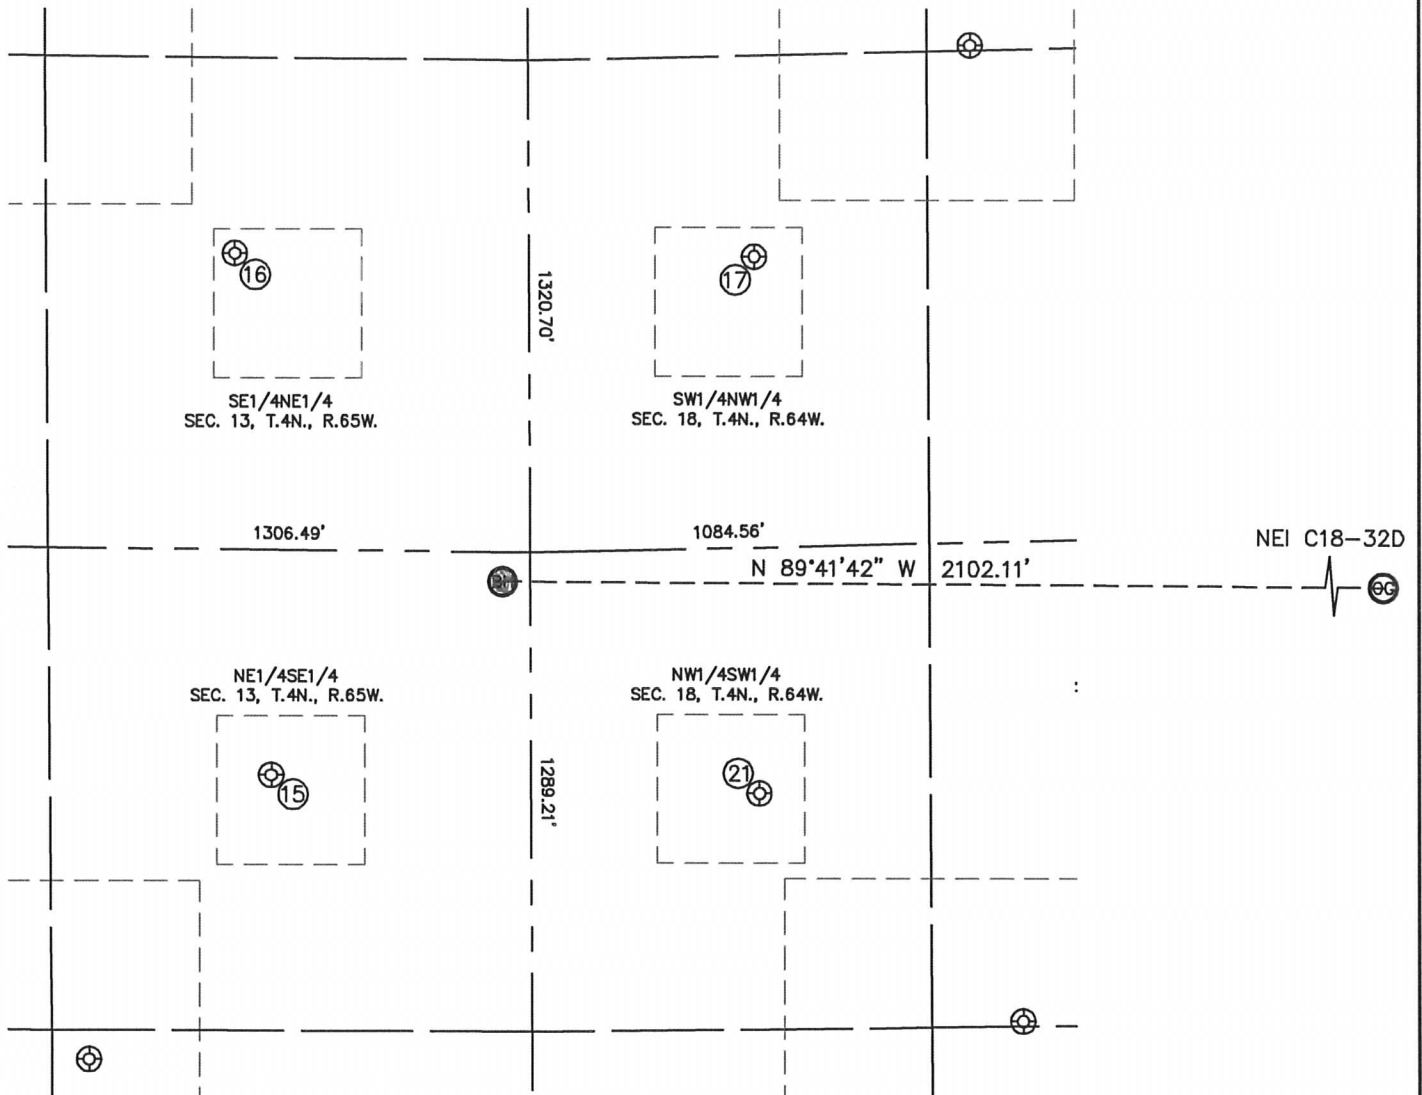 16
17
1320.70'
SE1/4NE1/4
SEC. 13, T.4N., R.65W.
SW1/4NW1/4
SEC. 18, T.4N., R.64W.
1306.49'
1084.56'
NEI C18-32D
N 89°41'42" W 2102.11'
BH
OG
NE1/4SE1/4
SEC. 13, T.4N., R.65W.
NW1/4SW1/4
SEC. 18, T.4N., R.64W.
15
21
1289.21'